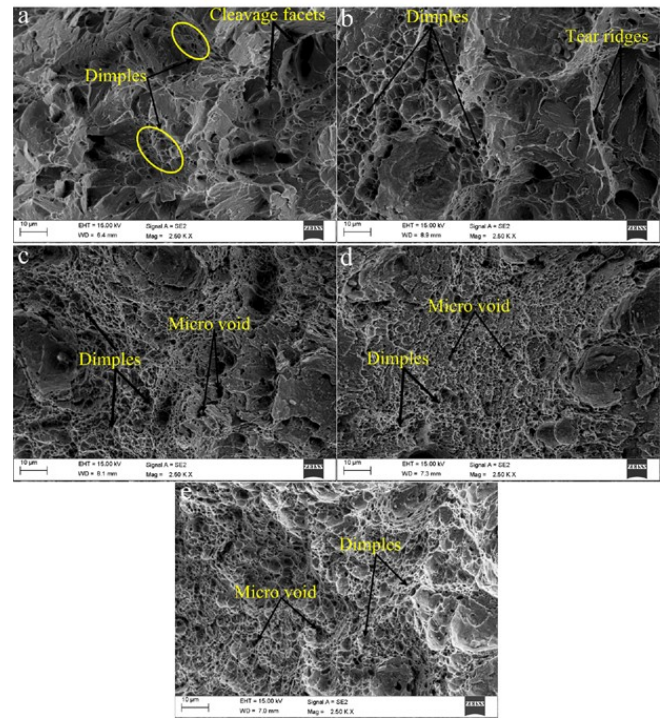 a
Cleavage facets
Dimples
10 µm
EHT = 15.00 kV
Signal A = SE2
WD = 6.4 mm
Mag = 2.50 K X
ZEISS
b
Dimples
Tear ridges
10 µm
EHT = 15.00 kV
Signal A = SE2
WD = 6.9 mm
Mag = 2.50 K X
ZEISS
c
Micro void
Dimples
10 µm
EHT = 15.00 kV
Signal A = SE2
WD = 8.1 mm
Mag = 2.50 K X
ZEISS
d
Micro void
Dimples
10 µm
EHT = 15.00 kV
Signal A = SE2
WD = 7.3 mm
Mag = 2.50 K X
ZEISS
e
Dimples
Micro void
10 µm
EHT = 15.00 kV
Signal A = SE2
WD = 7.0 mm
Mag = 2.50 K X
ZEISS